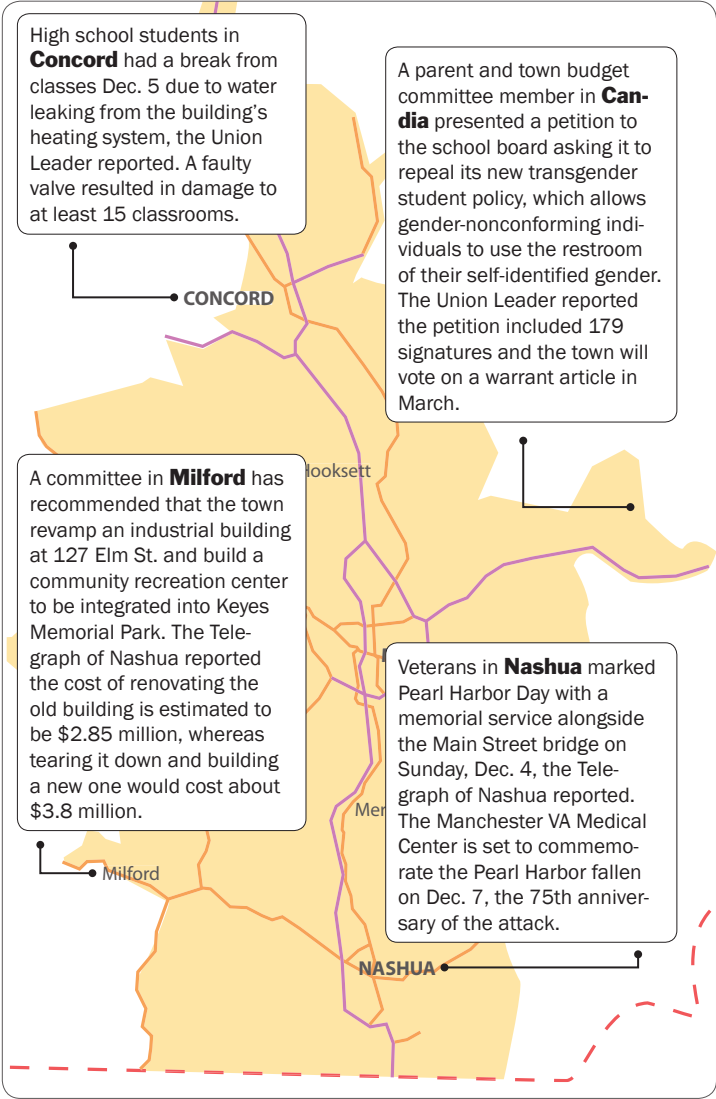 High school students in
Concord had a break from
classes Dec. 5 due to water
leaking from the building's
heating system, the Union
Leader reported. A faulty
valve resulted in damage to
at least 15 classrooms.
A parent and town budget
committee member in Can-
dia presented a petition to
the school board asking it to
repeal its new transgender
student policy, which allows
gender-nonconforming indi-
viduals to use the restroom
of their self-identified gender.
The Union Leader reported
the petition included 179
signatures and the town will
vote on a warrant article in
March.
CONCORD
Hooksett
A committee in Milford has
recommended that the town
revamp an industrial building
at 127 Elm St. and build a
community recreation center
to be integrated into Keyes
Memorial Park. The Tele-
graph of Nashua reported
the cost of renovating the
old building is estimated to
be $2.85 million, whereas
tearing it down and building
a new one would cost about
$3.8 million.
Veterans in Nashua marked
Pearl Harbor Day with a
memorial service alongside
the Main Street bridge on
Sunday, Dec. 4, the Tele-
graph of Nashua reported.
The Manchester VA Medical
Center is set to commemo-
rate the Pearl Harbor fallen
on Dec. 7, the 75th anniver-
sary of the attack.
Mer
Milford
NASHUA